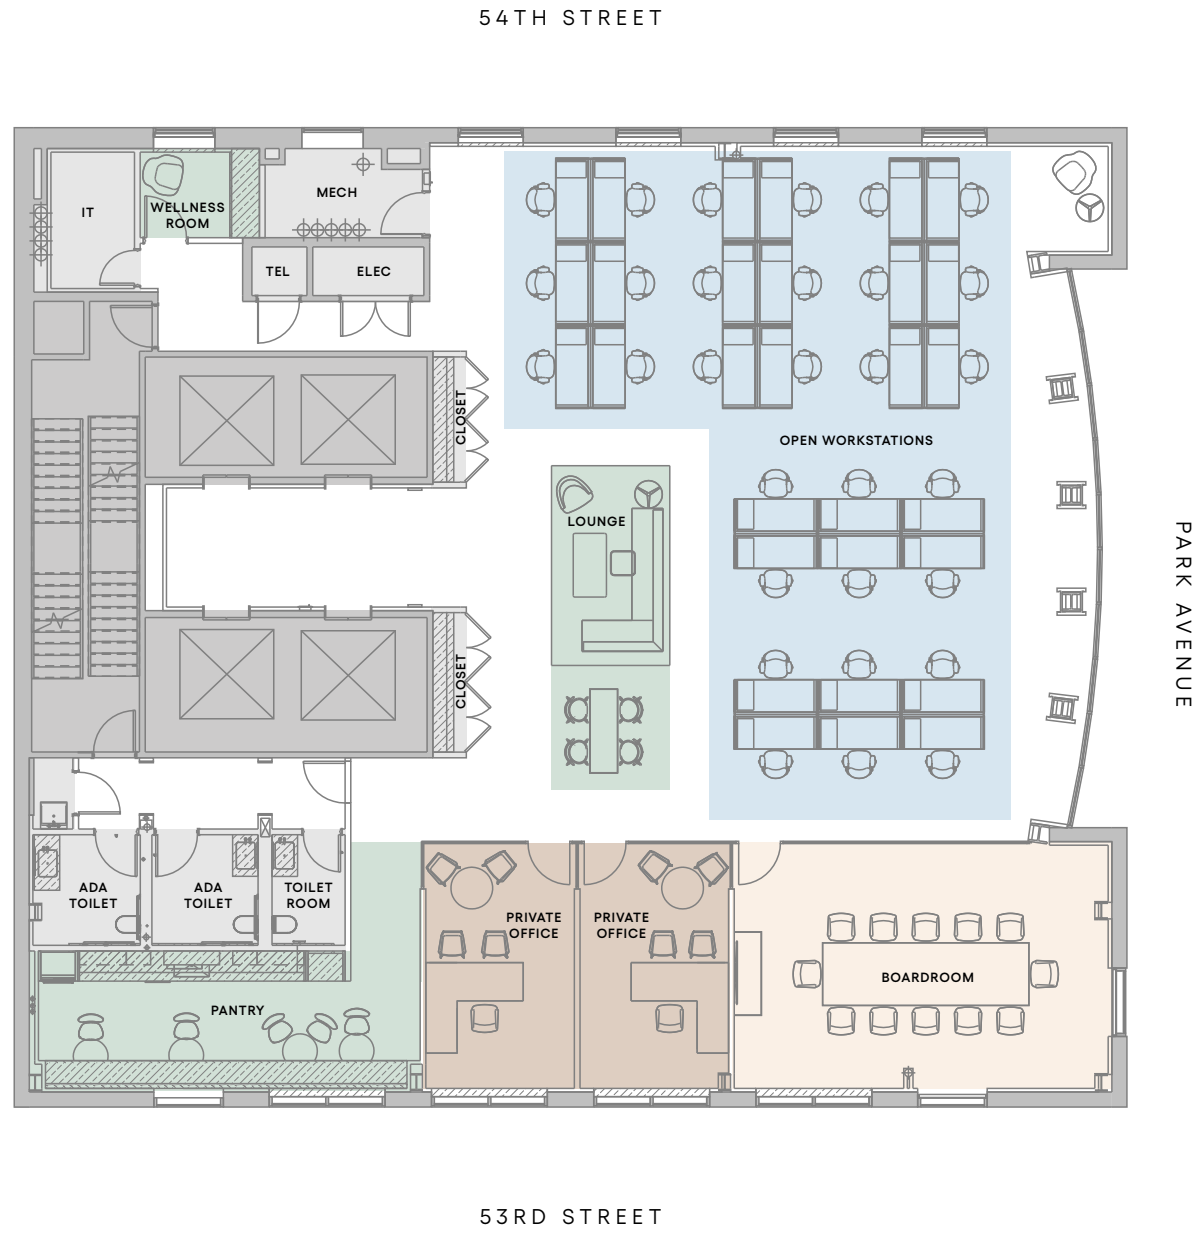 54TH STREET
IT
WELLNESS
ROOM
MECH
TEL
ELEC
CLOSET
OPEN WORKSTATIONS
LOUNGE
PARK AVENUE
CLOSET
ADA
TOILET
ADA
TOILET
TOILET
ROOM
PRIVATE
OFFICE
PRIVATE
OFFICE
BOARDROOM
PANTRY
53RD STREET